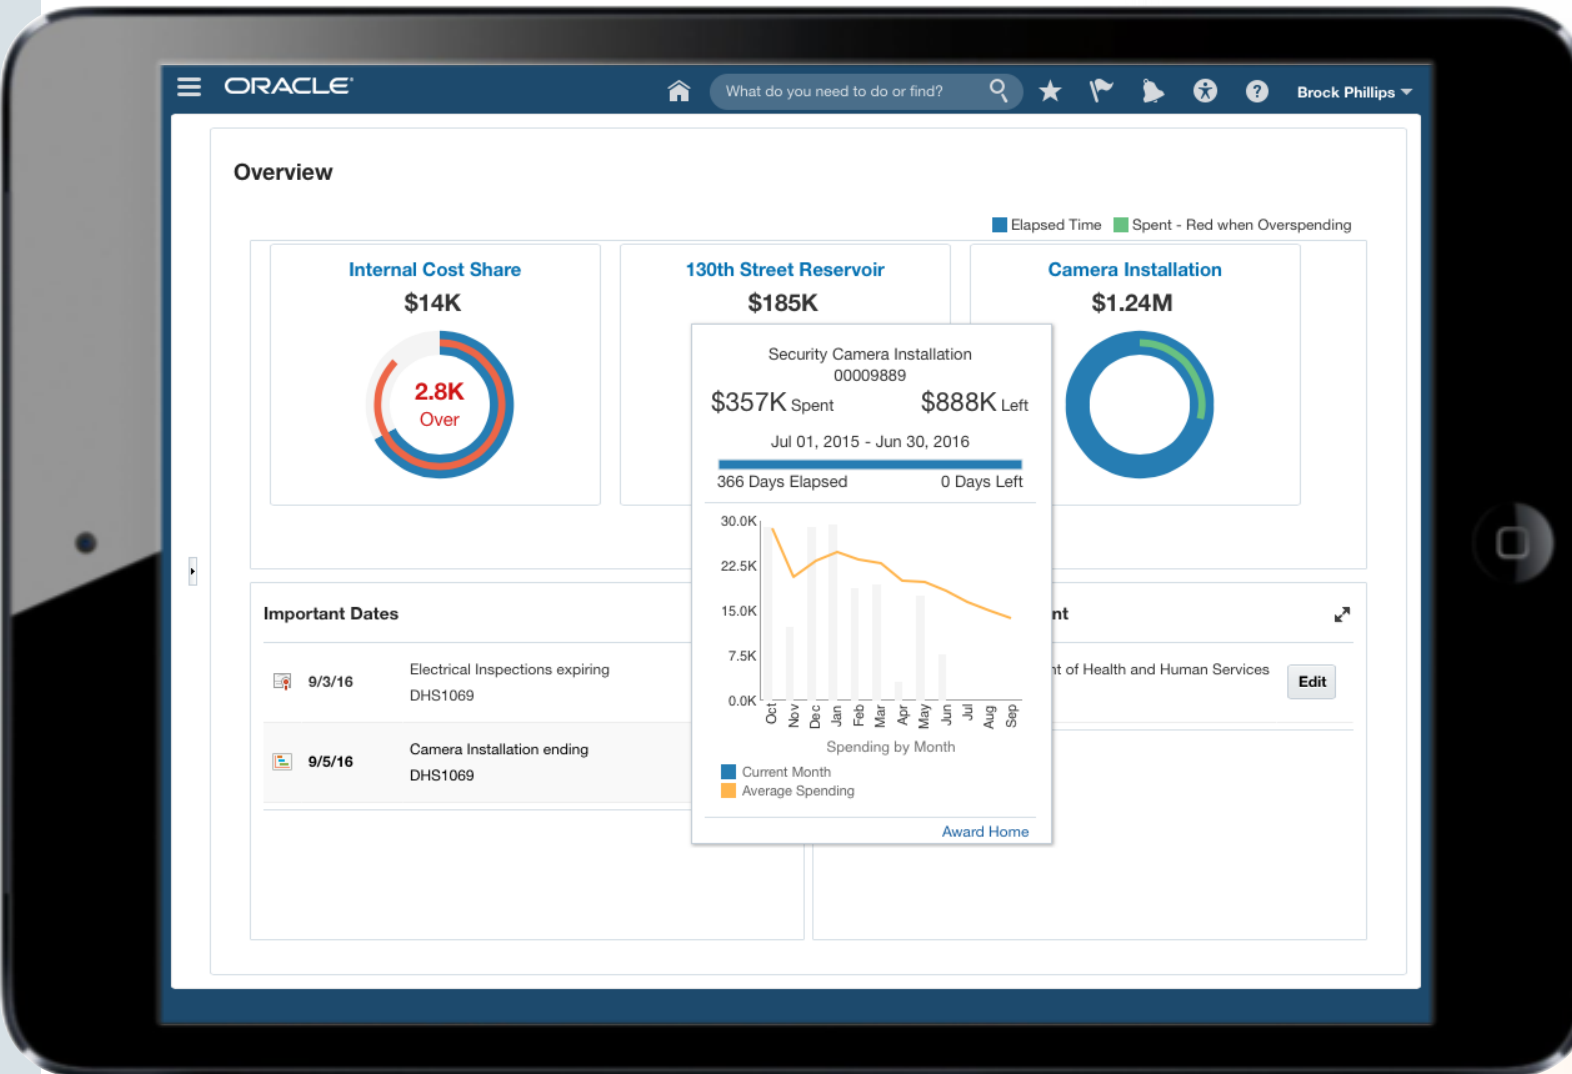 ORACLE
What do you need to do or find?
Brock Phillips
Overview
Elapsed Time Spent - Red when Overspending
Internal Cost Share
$14K
2.8K
Over
130th Street Reservoir
$185K
Camera Installation
$1.24M
Security Camera Installation
00009889
$357K Spent $888K Left
Jul 01, 2015 - Jun 30, 2016
366 Days Elapsed 0 Days Left
30.0K
22.5K
15.0K
7.5K
0.0K
Oct Nov Dec Jan Feb Mar Apr May Jun Jul Aug Sep
Spending by Month
Current Month
Average Spending
Award Home
Important Dates
9/3/16 Electrical Inspections expiring
DHS1069
9/5/16 Camera Installation ending
DHS1069
nt
of Health and Human Services
Edit